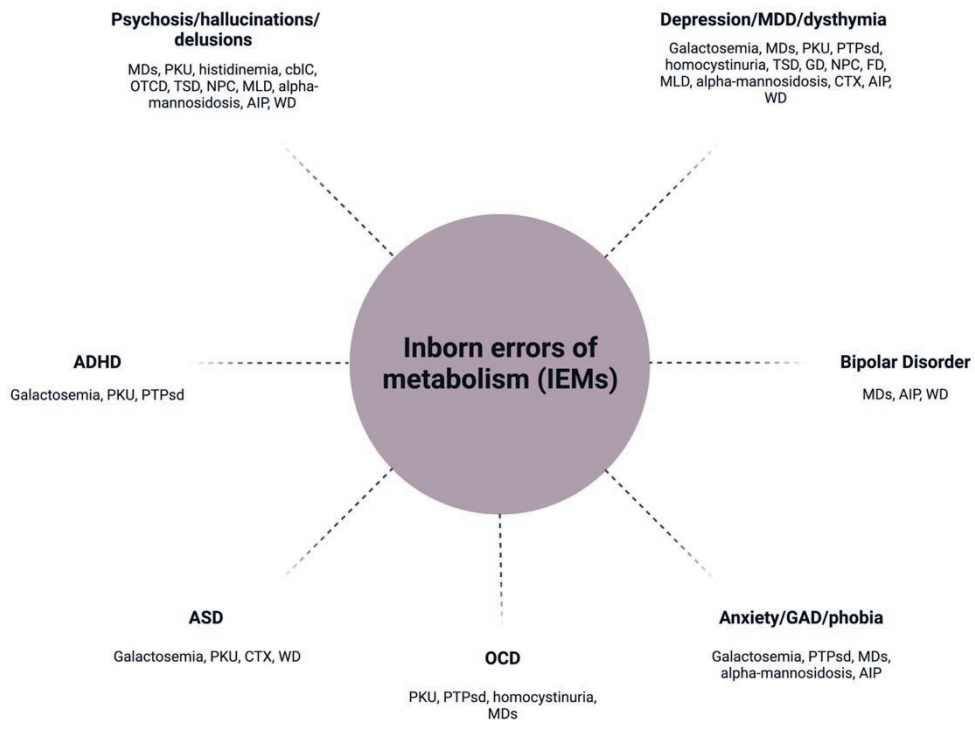 Psychosis/hallucinations/
delusions
MDs, PKU, histidinemia, cblC,
OTCD, TSD, NPC, MLD, alpha-
mannosidosis, AIP, WD
Depression/MDD/dysthymia
Galactosemia, MDs, PKU, PTPsd,
homocystinuria, TSD, GD, NPC, FD,
MLD, alpha-mannosidosis, CTX, AIP,
WD
ADHD
Galactosemia, PKU, PTPsd
Inborn errors of
metabolism (IEMs)
Bipolar Disorder
MDs, AIP, WD
ASD
Galactosemia, PKU, CTX, WD
OCD
PKU, PTPsd, homocystinuria,
MDs
Anxiety/GAD/phobia
Galactosemia, PTPsd, MDs,
alpha-mannosidosis, AIP